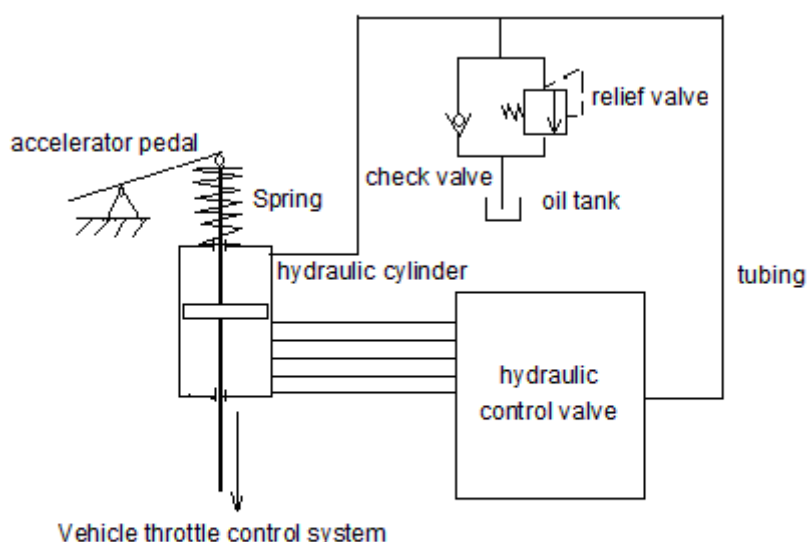 relief valve
accelerator pedal
check valve
Spring
oil tank
hydraulic cylinder
tubing
hydraulic
control valve
Vehicle throttle control system